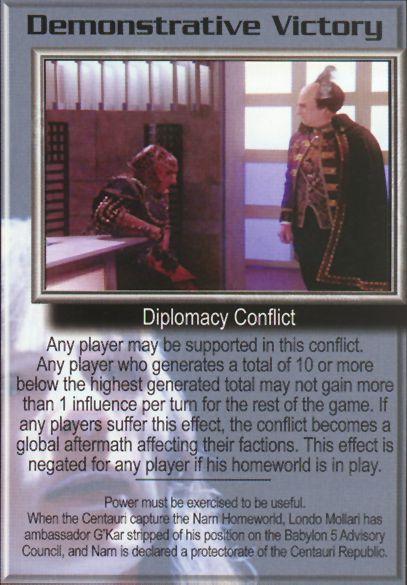 Demonstrative Victory
Diplomacy Conflict
Any player may be supported in this conflict.
Any player who generates a total of 10 or more
below the highest generated total may not gain more
than 1 influence per turn for the rest of the game. If
any players suffer this effect, the conflict becomes a
global aftermath affecting their factions. This effect is
negated for any player if his homeworld is in play.
Power must be exercised to be useful.
When the Centauri capture the Narn Homeworld, Londo Mollari has
ambassador G'Kar stripped of his position on the Babylon 5 Advisory
Council, and Narn is declared a protectorate of the Centauri Republic.